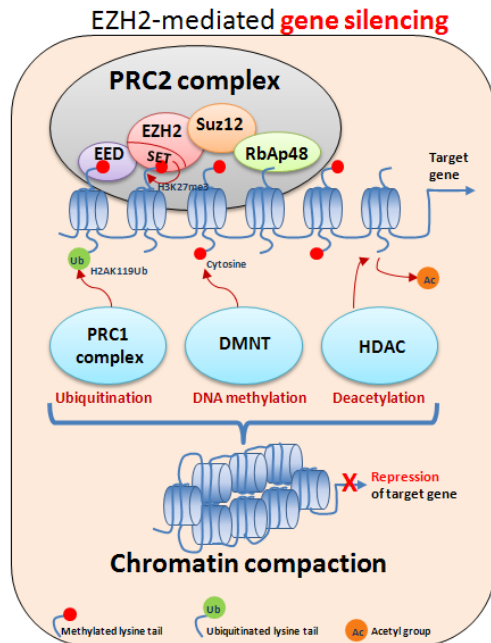 EZH2-mediated gene silencing
PRC2 complex
EZH2
Suz12
EED
SET
RbAp48
H3K27me3
Target
gene
Ub
H2AK119Ub
Cytosine
Ac
PRC1
complex
DMNT
HDAC
Ubiquitination
DNA methylation
Deacetylation
X
Repression
of target gene
Chromatin compaction
Methylated lysine tail
Ub
Ubiquitinated lysine tail
Ac
Acetyl group